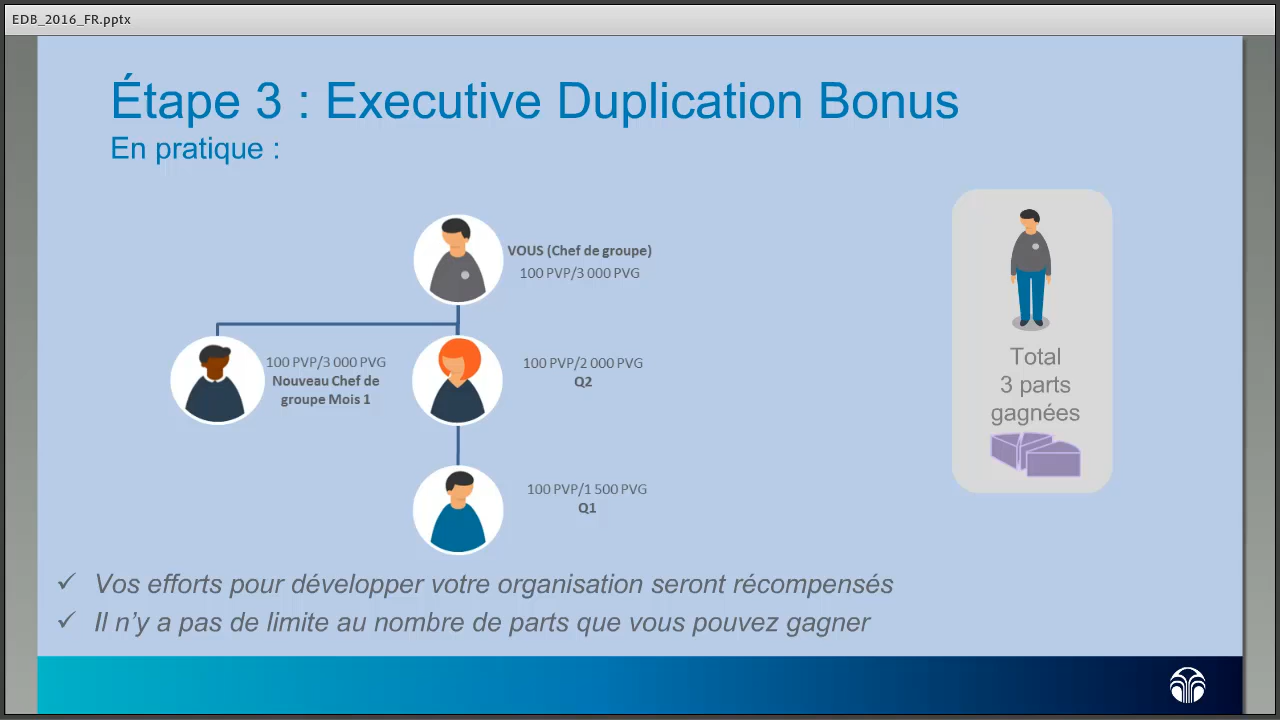 EDB_2016_FR.pptx
Étape 3 : Executive Duplication Bonus
En pratique :
VOUS (Chef de groupe)
100 PVP/3 000 PVG
100 PVP/3 000 PVG
Nouveau Chef de
groupe Mois 1
100 PVP/2 000 PVG
Q2
100 PVP/1 500 PVG
Q1
Total
3 parts
gagnées
✓ Vos efforts pour développer votre organisation seront récompensés
✓ Il n’y a pas de limite au nombre de parts que vous pouvez gagner